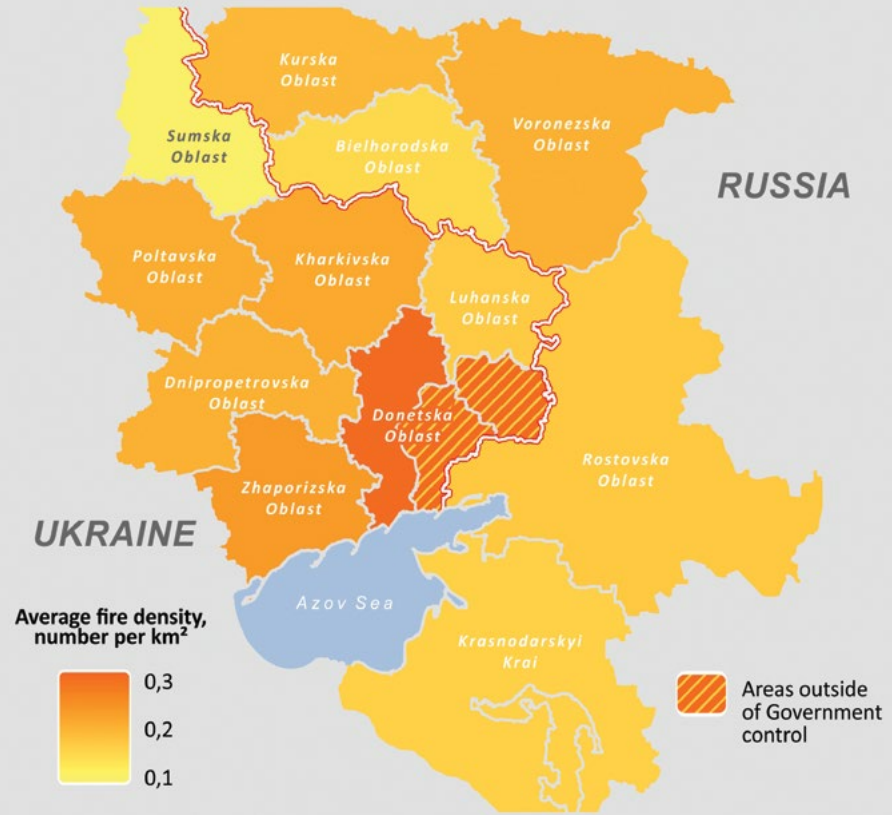 Kurska
Oblast
Voronezska
Oblast
Sumska
Oblast
Bielhorodska
Oblast
RUSSIA
Poltavska
Oblast
Kharkivska
Oblast
Luhanska
Oblast
Dnipropetrovska
Oblast
Donetska
Oblast
Rostovska
Oblast
Zhaporizska
Oblast
UKRAINE
Azov Sea
Krasnodarskyi
Krai
Average fire density,
number per km²
0,3
0,2
0,1
Areas outside
of Government
control